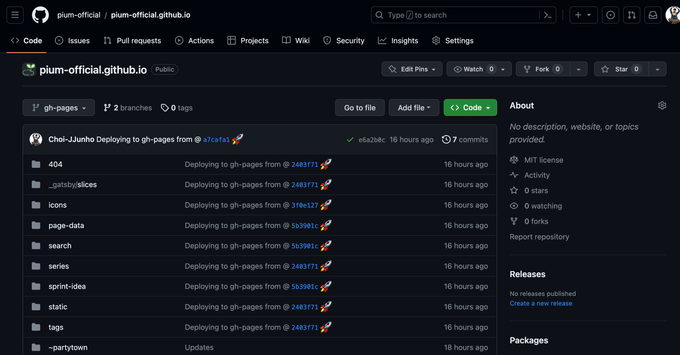 pium-official / pium-official.github.io
Type / to search
Code Issues Pull requests Actions Projects Wiki Security Insights Settings
pium-official.github.io Public
Edit Pins Watch 0 Fork 0 Star 0
gh-pages 2 branches 0 tags Go to file Add file Code
About
No description, website, or topics
provided.
MIT license
Activity
0 stars
0 watching
0 forks
Report repository
Releases
No releases published
Create a new release
Packages
Choi-JJunho Deploying to gh-pages from @ a7cafa1 🚀 e6a2b0c 16 hours ago 7 commits
404 Deploying to gh-pages from @ 2403f71 🚀 16 hours ago
_gatsby/slices Deploying to gh-pages from @ 2403f71 🚀 16 hours ago
icons Deploying to gh-pages from @ 3f0e127 🚀 16 hours ago
page-data Deploying to gh-pages from @ 5b3901c 🚀 16 hours ago
search Deploying to gh-pages from @ 5b3901c 🚀 16 hours ago
series Deploying to gh-pages from @ 2403f71 🚀 16 hours ago
sprint-idea Deploying to gh-pages from @ 5b3901c 🚀 16 hours ago
static Deploying to gh-pages from @ 2403f71 🚀 16 hours ago
tags Deploying to gh-pages from @ 2403f71 🚀 16 hours ago
~partytown Updates 18 hours ago